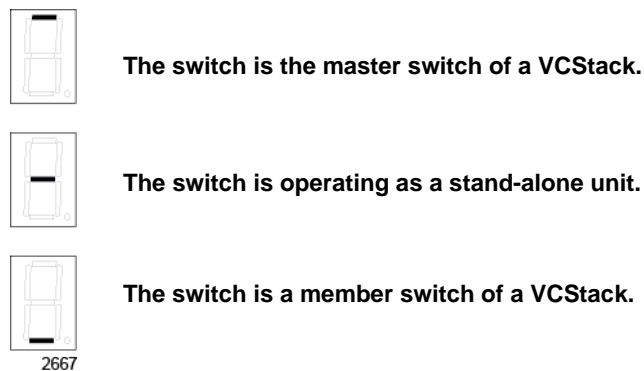 The switch is the master switch of a VCStack.
The switch is operating as a stand-alone unit.
The switch is a member switch of a VCStack.
2667